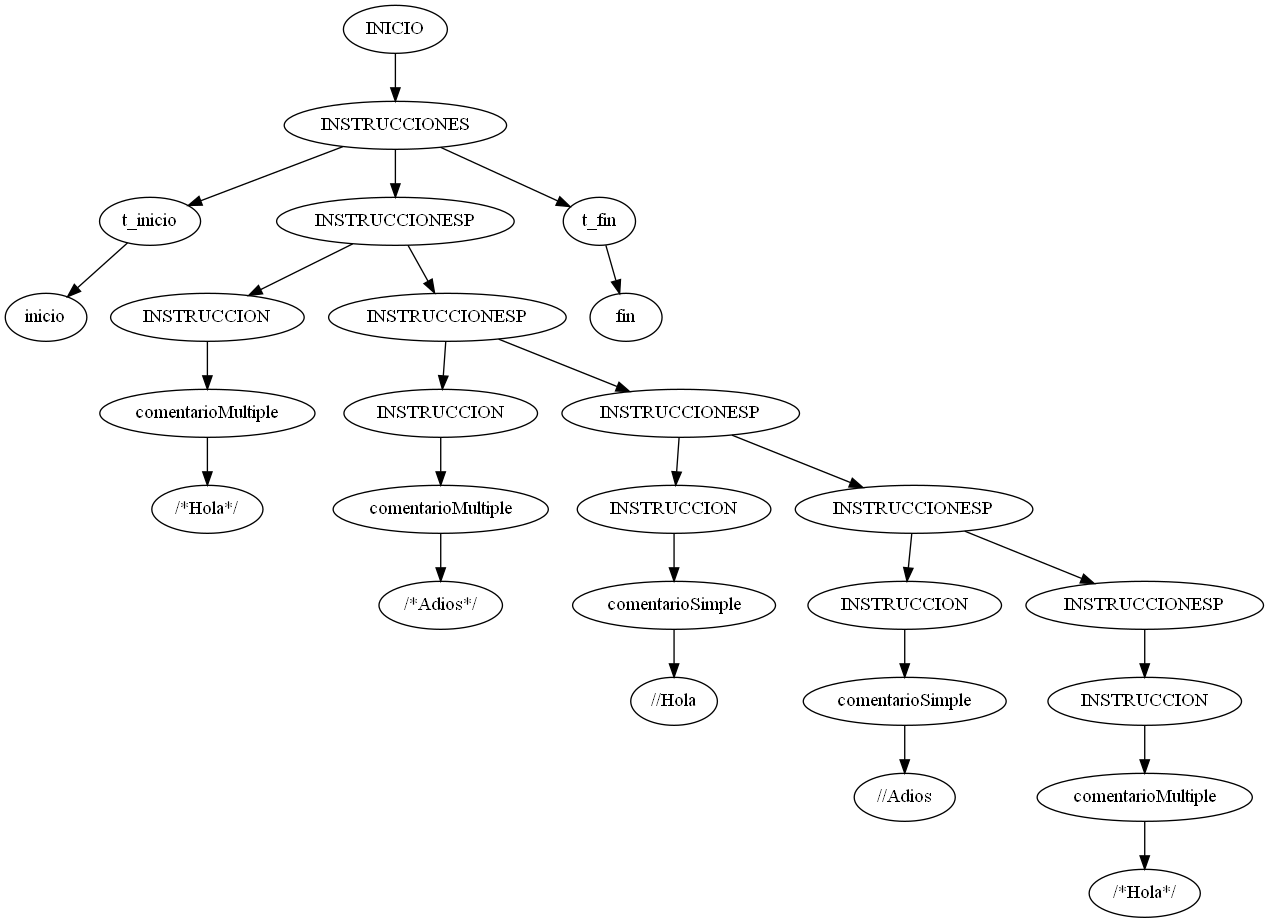 INICIO
INSTRUCCIONES
t_inicio
INSTRUCCIONESP
t_fin
inicio
INSTRUCCION
INSTRUCCIONESP
fin
comentarioMultiple
INSTRUCCION
INSTRUCCIONESP
/*Hola*/
comentarioMultiple
INSTRUCCION
INSTRUCCIONESP
/*Adios*/
comentarioSimple
INSTRUCCION
INSTRUCCIONESP
//Hola
comentarioSimple
INSTRUCCION
//Adios
comentarioMultiple
/*Hola*/